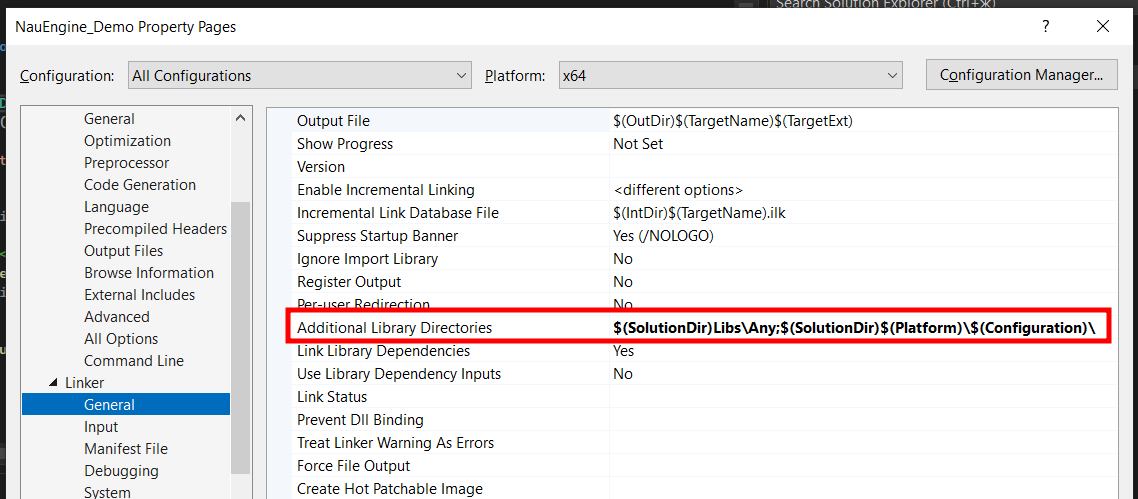 Search Solution Explorer (Ctrl+ж)
NauEngine_Demo Property Pages
?
Configuration: All Configurations Platform: x64 Configuration Manager...
General
Optimization
Preprocessor
Code Generation
Language
Precompiled Headers
Output Files
Browse Information
External Includes
Advanced
All Options
Command Line
Linker
General
Input
Manifest File
Debugging
System
Output File $(OutDir)$(TargetName)$(TargetExt)
Show Progress Not Set
Version
Enable Incremental Linking <different options>
Incremental Link Database File $(IntDir)$(TargetName).ilk
Suppress Startup Banner Yes (/NOLOGO)
Ignore Import Library No
Register Output No
Per-user Redirection No
Additional Library Directories $(SolutionDir)Libs\Any;$(SolutionDir)$(Platform)\$(Configuration)\
Link Library Dependencies Yes
Use Library Dependency Inputs No
Link Status
Prevent Dll Binding
Treat Linker Warning As Errors
Force File Output
Create Hot Patchable Image